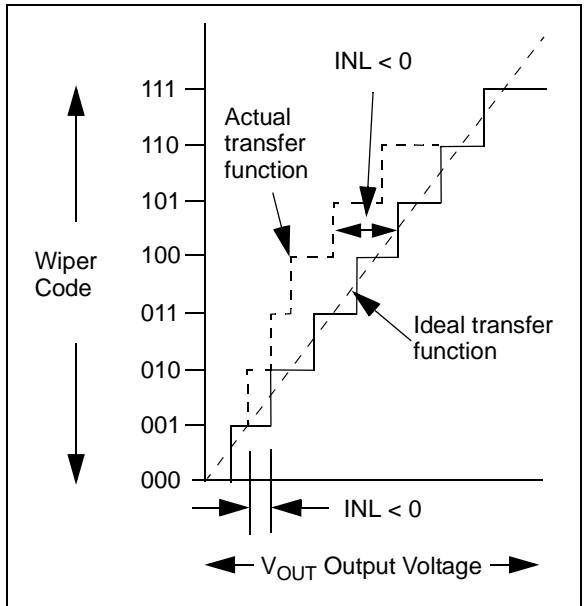 INL < 0
111
110
101
100
011
010
001
000
Actual
transfer
function
Wiper
Code
Ideal transfer
function
INL < 0
VOUT Output Voltage